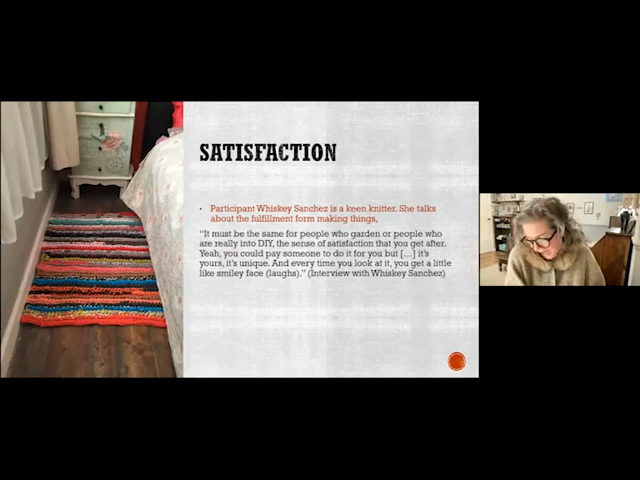 SATISFACTION
• Participant Whiskey Sanchez is a keen knitter. She talks
about the fulfillment form making things,
“It must be the same for people who garden or people who
are really into DIY, the sense of satisfaction that you get after.
Yeah, you could pay someone to do it for you but […] it’s
yours, it’s unique. And every time you look at it, you get a little
like smiley face (laughs).” (Interview with Whiskey Sanchez)